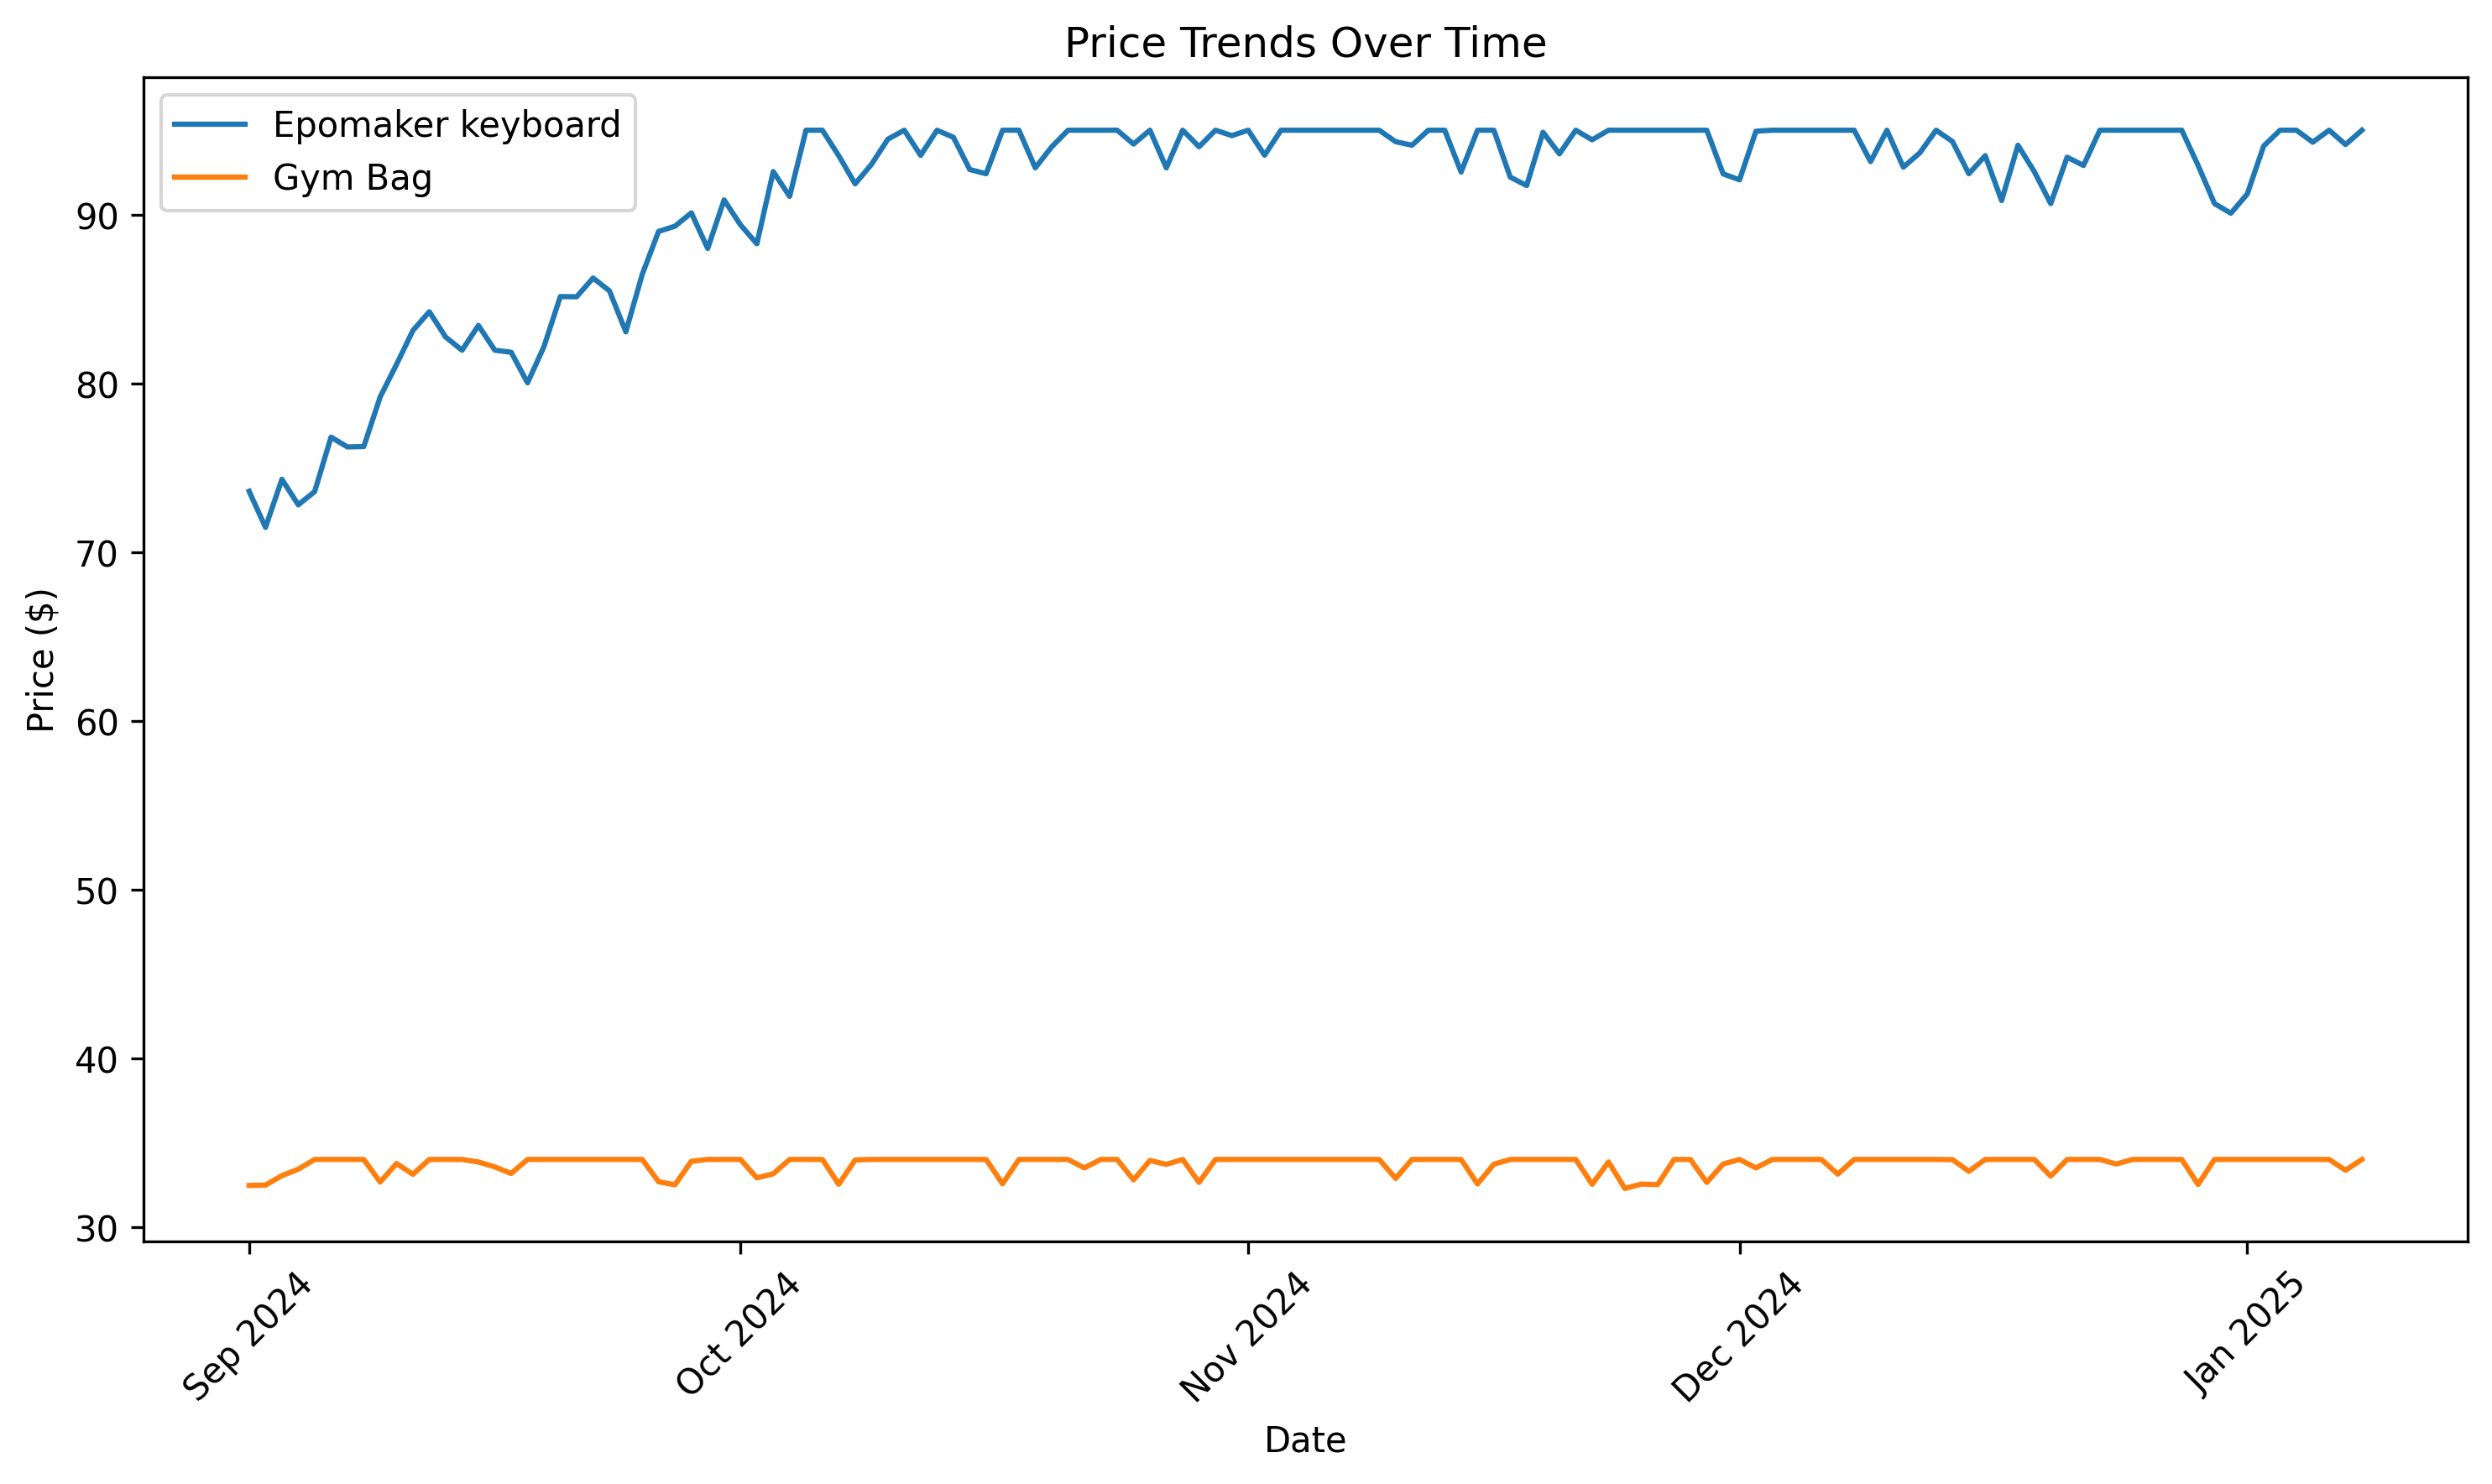 Price Trends Over Time
Epomaker keyboard
Gym Bag
Price ($)
90
80
70
60
50
40
30
Sep 2024
Oct 2024
Nov 2024
Dec 2024
Jan 2025
Date